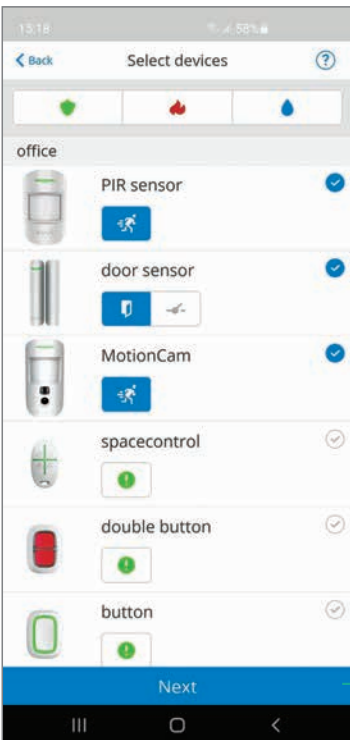 15:18 58%
Back Select devices ?
office
PIR sensor
door sensor
MotionCam
spacecontrol
double button
button
Next